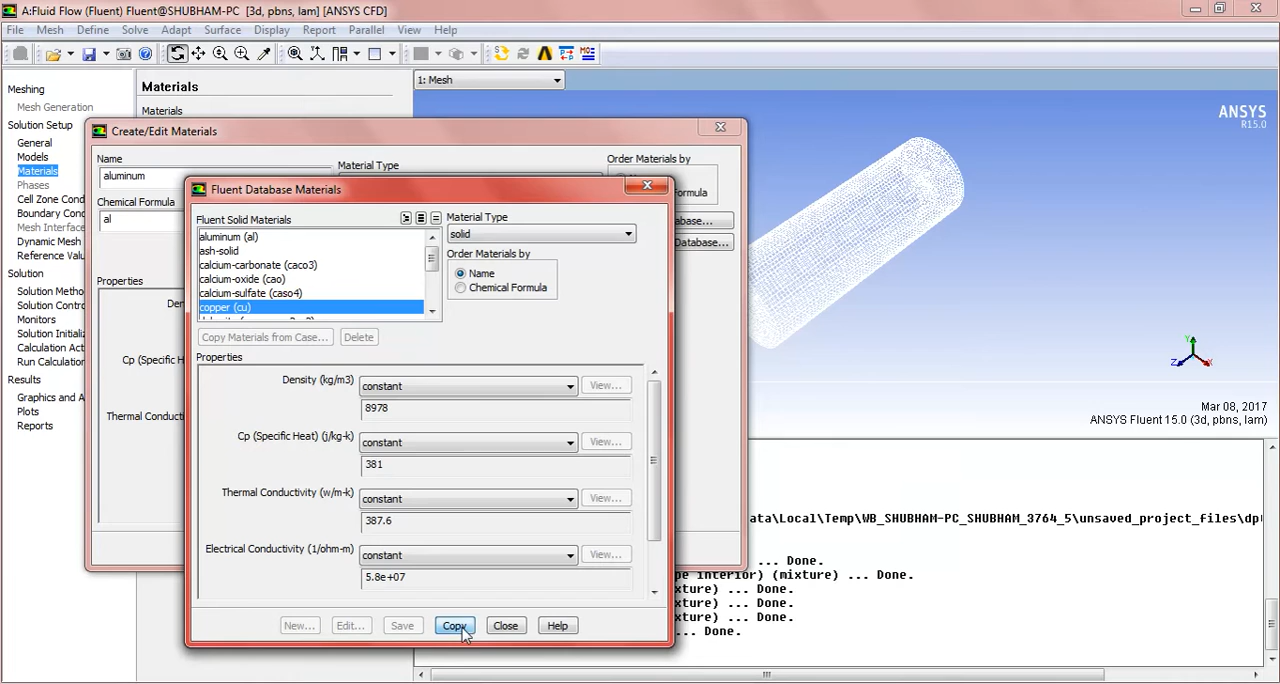 A:Fluid Flow (Fluent) Fluent@SHUBHAM-PC [3d, pbns, lam] [ANSYS CFD]
File Mesh Define Solve Adapt Surface Display Report Parallel View Help
Meshing
Mesh Generation
Solution Setup
General
Models
Materials
Phases
Cell Zone Con
Boundary Cond
Mesh Interface
Dynamic Mesh
Reference Valu
Solution
Solution Metho
Solution Contro
Monitors
Solution Initializ
Calculation Act
Run Calculation
Results
Graphics and A
Plots
Reports
Materials
Materials
1: Mesh
Create/Edit Materials
Name
aluminum
Chemical Formula
al
Material Type
Order Materials by
ormula
abase...
Database...
Properties
Der
Cp (Specific H
Thermal Conducti
Fluent Database Materials
Fluent Solid Materials
aluminum (al)
ash-solid
calcium-carbonate (caco3)
calcium-oxide (cao)
calcium-sulfate (caso4)
copper (cu)
Material Type
solid
Order Materials by
Name
Chemical Formula
Copy Materials from Case...
Delete
Properties
Density (kg/m3)
constant
View...
8978
Cp (Specific Heat) (j/kg-k)
constant
View...
381
Thermal Conductivity (w/m-k)
constant
View...
387.6
Electrical Conductivity (1/ohm-m)
constant
View...
5.8e+07
New... Edit... Save Copy Close Help
ANSYS
R15.0
Y
Z
X
Mar 08, 2017
ANSYS Fluent 15.0 (3d, pbns, lam)
ata\Local\Temp\WB_SHUBHAM-PC_SHUBHAM_3764_5\unsaved_project_files\dp
... Done.
pe interior) (mixture) ... Done.
xture) ... Done.
xture) ... Done.
xture) ... Done.
... Done.